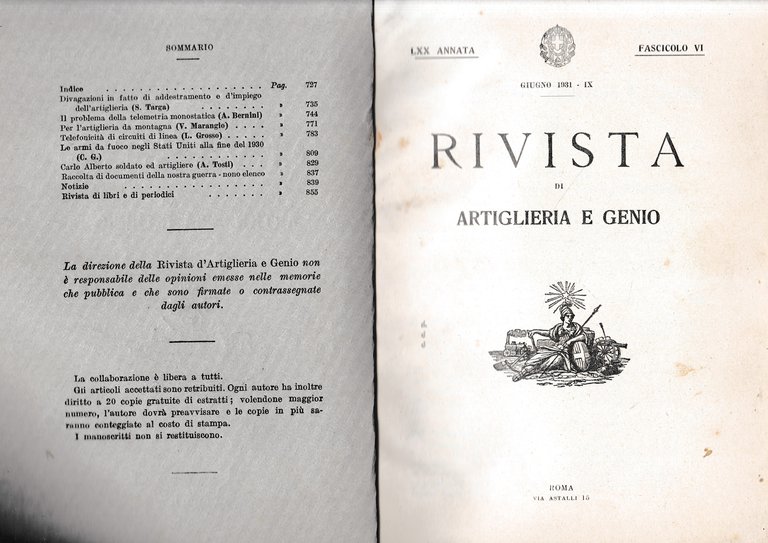 SOMMARIO
Pag.
Indice . . . . . . . . . . . . . . . . 727
Divagazioni in fatto di addestramento e d'impiego
dell'artiglieria (S. Targa) . . . . . . . . » 735
Il problema della telemetria monostatica (A. Bernini) » 744
Per l'artiglieria da montagna (V. Marangio) . . . . » 771
Telefonicità di circuiti di linea (L. Grosso) . . . . . » 783
Le armi da fuoco negli Stati Uniti alla fine del 1930
(C. G.) . . . . . . . . . . . . » 809
Carlo Alberto soldato ed artigliere (A. Tosti) . . . » 829
Raccolta di documenti della nostra guerra - nono elenco » 837
Notizie . . . . . . . . . . . . . . » 839
Rivista di libri e di periodici . . . . . . . » 855
La direzione della Rivista d'Artiglieria e Genio non
è responsabile delle opinioni emesse nelle memorie
che pubblica e che sono firmate o contrassegnate
dagli autori.
La collaborazione è libera a tutti.
Gli articoli accettati sono retribuiti. Ogni autore ha inoltre
diritto a 20 copie gratuite di estratti ; volendone maggior
numero, l'autore dovrà preavvisare e le copie in più sa-
ranno conteggiate al costo di stampa.
I manoscritti non si restituiscono.
LXX ANNATA
FASCICOLO VI
GIUGNO 1931 - IX
RIVISTA
DI
ARTIGLIERIA E GENIO
ROMA
VIA ASTALLI 15